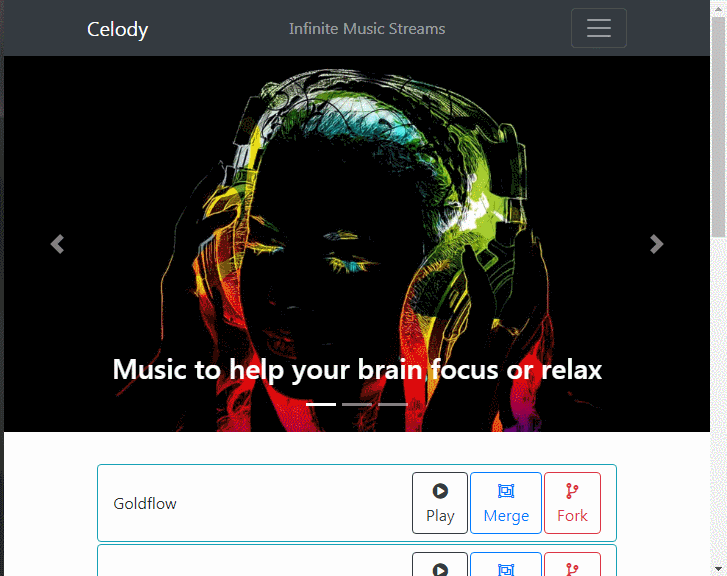 Celody
Infinite Music Streams
Music to help your brain focus or relax
Goldflow
Play
Merge
Fork